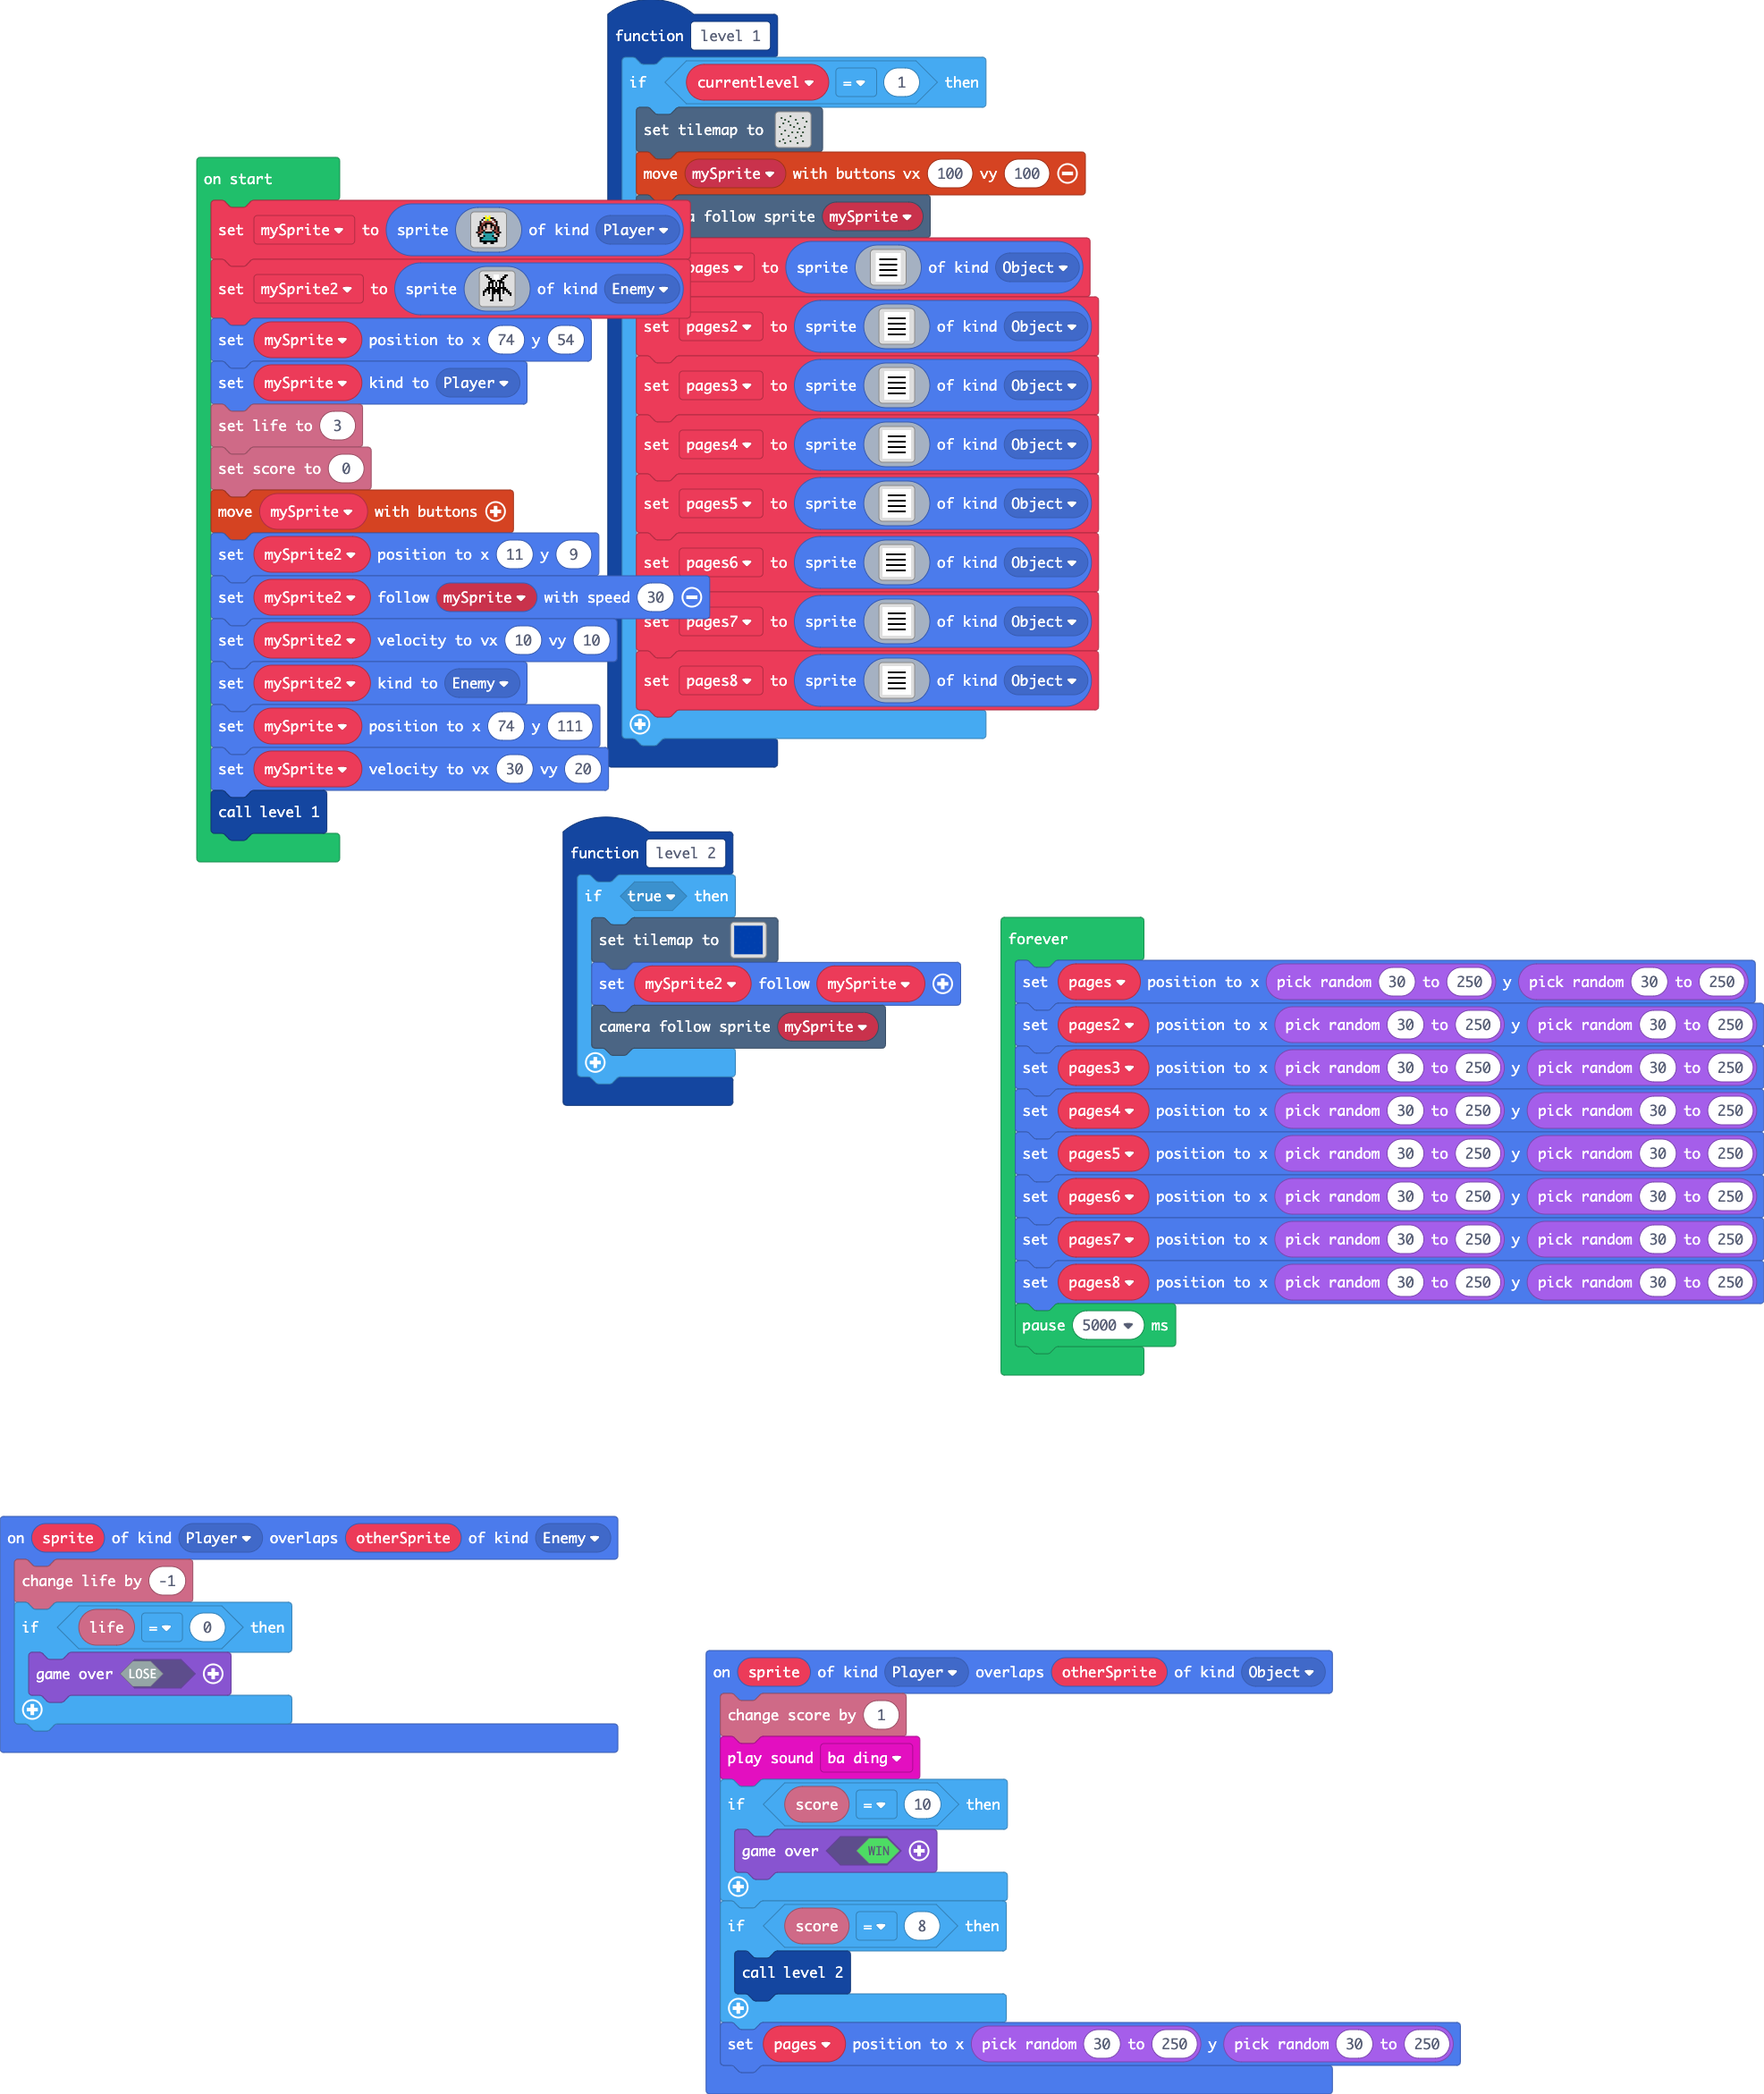 function level 1
if currentlevel = 1 then
set tilemap to
move mySprite with buttons vx 100 vy 100
follow sprite mySprite
pages to sprite of kind Object
set pages2 to sprite of kind Object
set pages3 to sprite of kind Object
set pages4 to sprite of kind Object
set pages5 to sprite of kind Object
set pages6 to sprite of kind Object
set pages7 to sprite of kind Object
set pages8 to sprite of kind Object
on start
set mySprite to sprite of kind Player
set mySprite2 to sprite of kind Enemy
set mySprite position to x 74 y 54
set mySprite kind to Player
set life to 3
set score to 0
move mySprite with buttons
set mySprite2 position to x 11 y 9
set mySprite2 follow mySprite with speed 30
set mySprite2 velocity to vx 10 vy 10
set mySprite2 kind to Enemy
set mySprite position to x 74 y 111
set mySprite velocity to vx 30 vy 20
call level 1
function level 2
if true then
set tilemap to
set mySprite2 follow mySprite
camera follow sprite mySprite
forever
set pages position to x pick random 30 to 250 y pick random 30 to 250
set pages2 position to x pick random 30 to 250 y pick random 30 to 250
set pages3 position to x pick random 30 to 250 y pick random 30 to 250
set pages4 position to x pick random 30 to 250 y pick random 30 to 250
set pages5 position to x pick random 30 to 250 y pick random 30 to 250
set pages6 position to x pick random 30 to 250 y pick random 30 to 250
set pages7 position to x pick random 30 to 250 y pick random 30 to 250
set pages8 position to x pick random 30 to 250 y pick random 30 to 250
pause 5000 ms
on sprite of kind Player overlaps otherSprite of kind Enemy
change life by -1
if life = 0 then
game over LOSE
on sprite of kind Player overlaps otherSprite of kind Object
change score by 1
play sound ba ding
if score = 10 then
game over WIN
if score = 8 then
call level 2
set pages position to x pick random 30 to 250 y pick random 30 to 250